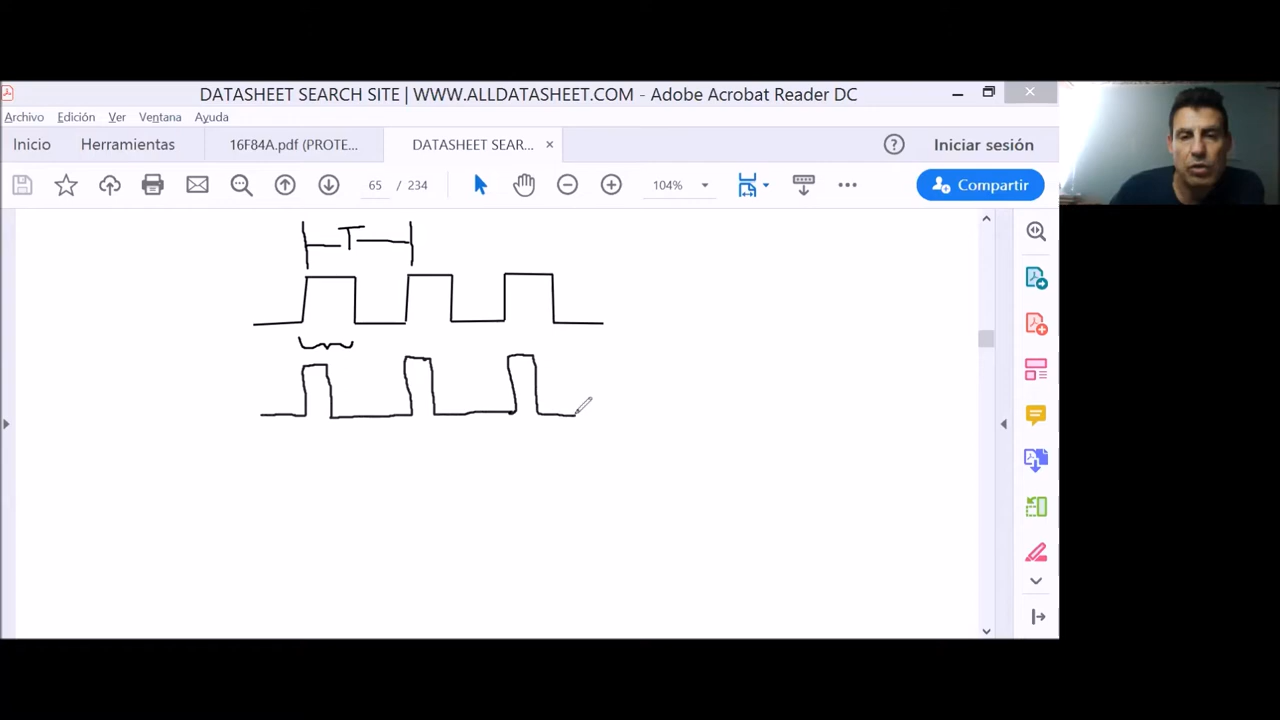 DATASHEET SEARCH SITE | WWW.ALLDATASHEET.COM - Adobe Acrobat Reader DC
Archivo Edición Ver Ventana Ayuda
Inicio Herramientas 16F84A.pdf (PROTE... DATASHEET SEAR... × ? Iniciar sesión
65 / 234 104% Compartir
T